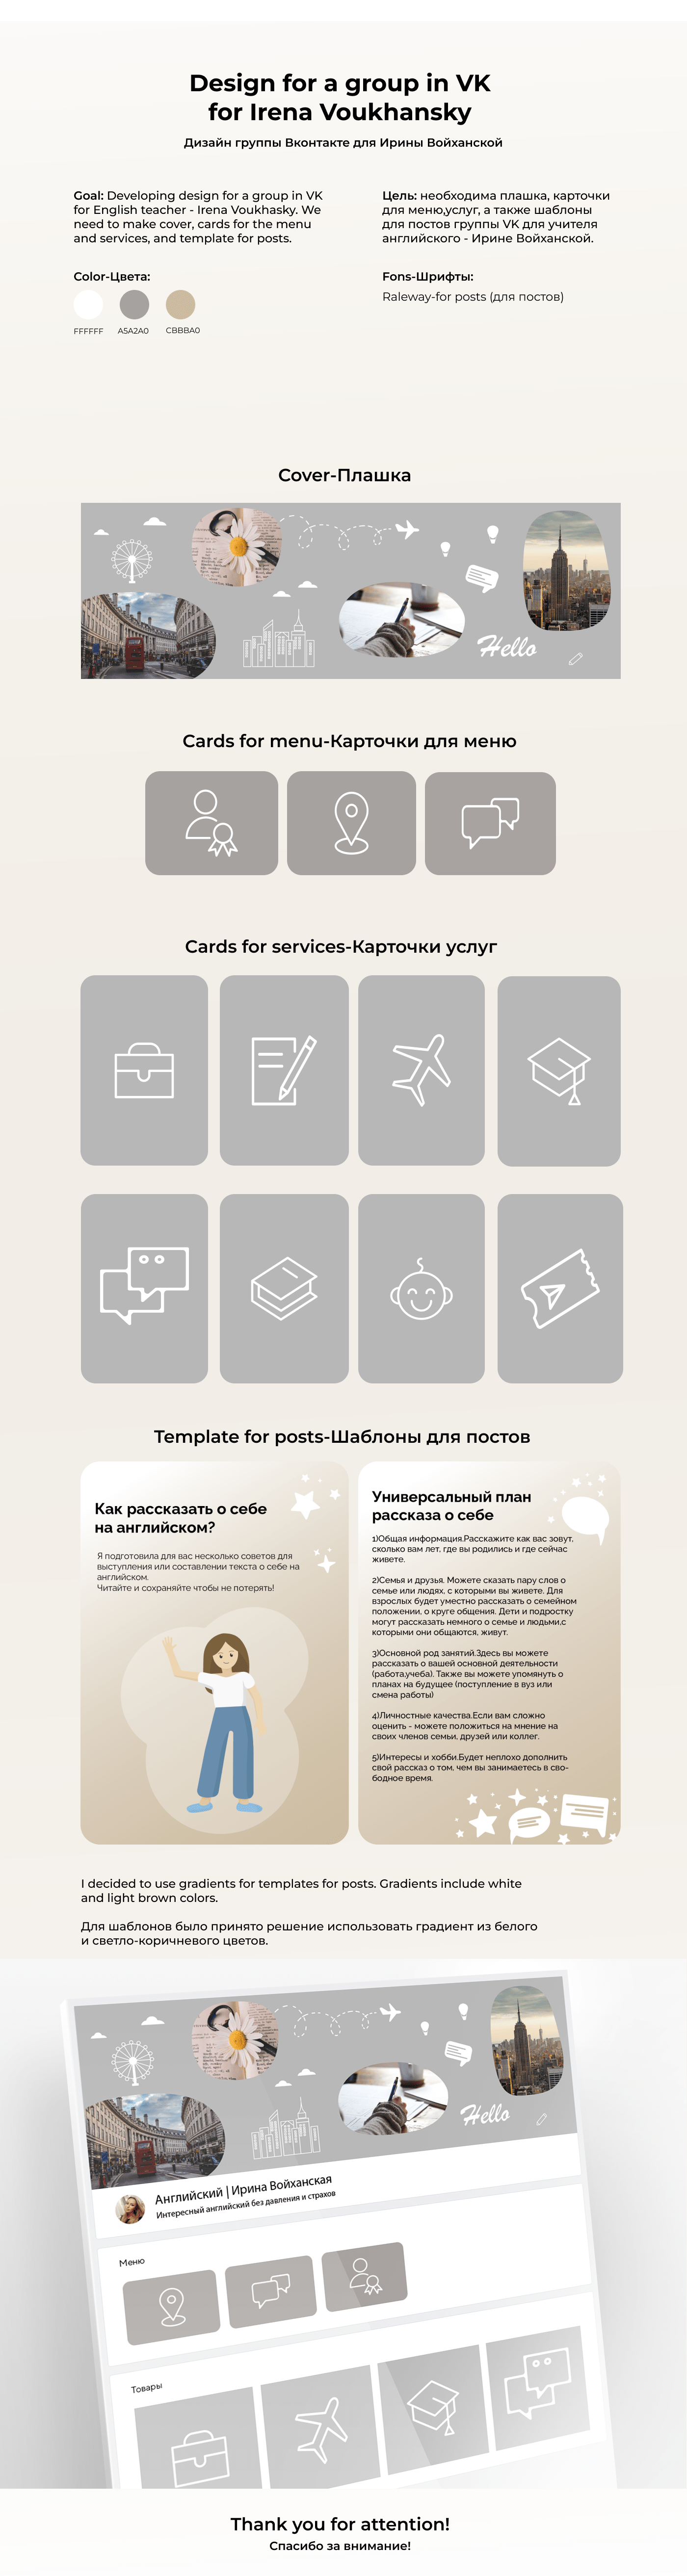 Design for a group in VK
for Irena Voukhansky
Дизайн группы Вконтакте для Ирины Войханской
Goal: Developing design for a group in VK
for English teacher - Irena Voukhasky. We
need to make cover, cards for the menu
and services, and template for posts.
Цель: необходима плашка, карточки
для меню,услуг, а также шаблоны
для постов группы VK для учителя
английского - Ирине Войханской.
Color-Цвета:
FFFFFF
A5A2A0
CBBBA0
Fons-Шрифты:
Raleway-for posts (для постов)
Cover-Плашка
Hello
Cards for menu-Карточки для меню
Cards for services-Карточки услуг
Template for posts-Шаблоны для постов
Как рассказать о себе
на английском?
Я подготовила для вас несколько советов для
выступления или составлении текста о себе на
английском.
Читайте и сохраняйте чтобы не потерять!
Универсальный план
рассказа о себе
1)Общая информация.Расскажите как вас зовут,
сколько вам лет, где вы родились и где сейчас
живете.
2)Семья и друзья. Можете сказать пару слов о
семье или людях, с которыми вы живете. Для
взрослых будет уместно рассказать о семейном
положении, о круге общения. Дети и подростку
могут рассказать немного о семье и людьми,с
которыми они общаются, живут.
3)Основной род занятий.Здесь вы можете
рассказать о вашей основной деятельности
(работа,учеба). Также вы можете упомянуть о
планах на будущее (поступление в вуз или
смена работы)
4)Личностные качества.Если вам сложно
оценить - можете положиться на мнение на
своих членов семьи, друзей или коллег.
5)Интересы и хобби.Будет неплохо дополнить
свой рассказ о том, чем вы занимаетесь в сво-
бодное время.
I decided to use gradients for templates for posts. Gradients include white
and light brown colors.
Для шаблонов было принято решение использовать градиент из белого
и светло-коричневого цветов.
Hello
Английский | Ирина Войханская
Интересный английский без давления и страхов
Меню
Товары
Thank you for attention!
Спасибо за внимание!